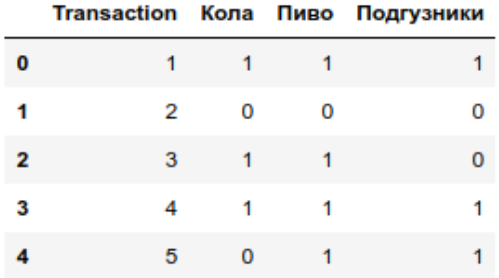 Transaction Кола Пиво Подгузники
0 1 1 1 1
1 2 0 0 0
2 3 1 1 0
3 4 1 1 1
4 5 0 1 1